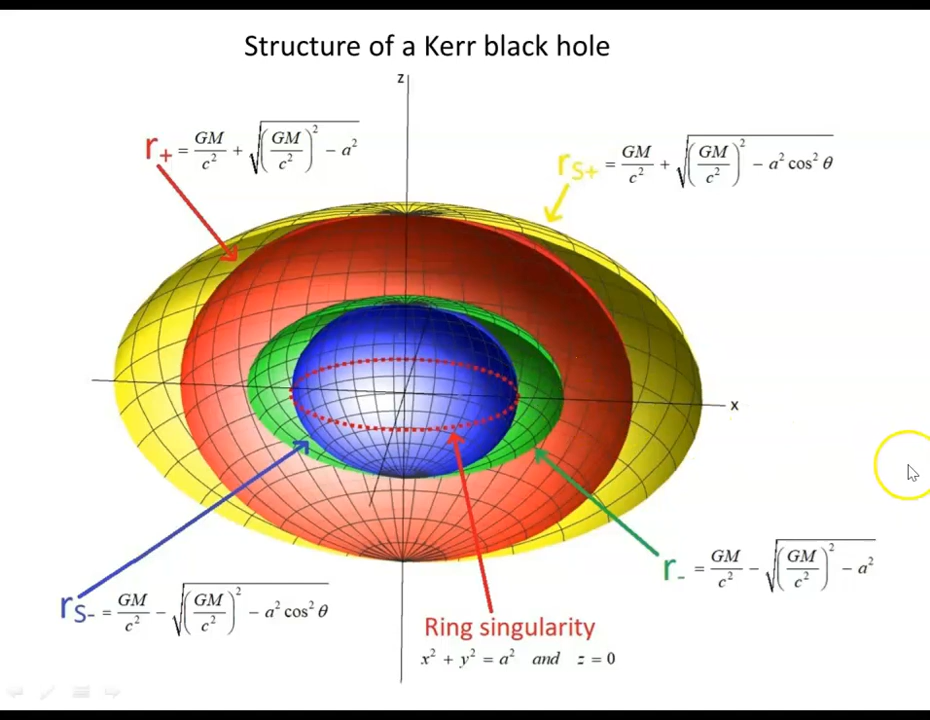 Structure of a Kerr black hole
z
r₊ = GM/c² + √((GM/c²)² − a²)
r_S+ = GM/c² + √((GM/c²)² − a² cos² θ)
x
r₋ = GM/c² − √((GM/c²)² − a²)
r_S- = GM/c² − √((GM/c²)² − a² cos² θ)
Ring singularity
x² + y² = a² and z = 0